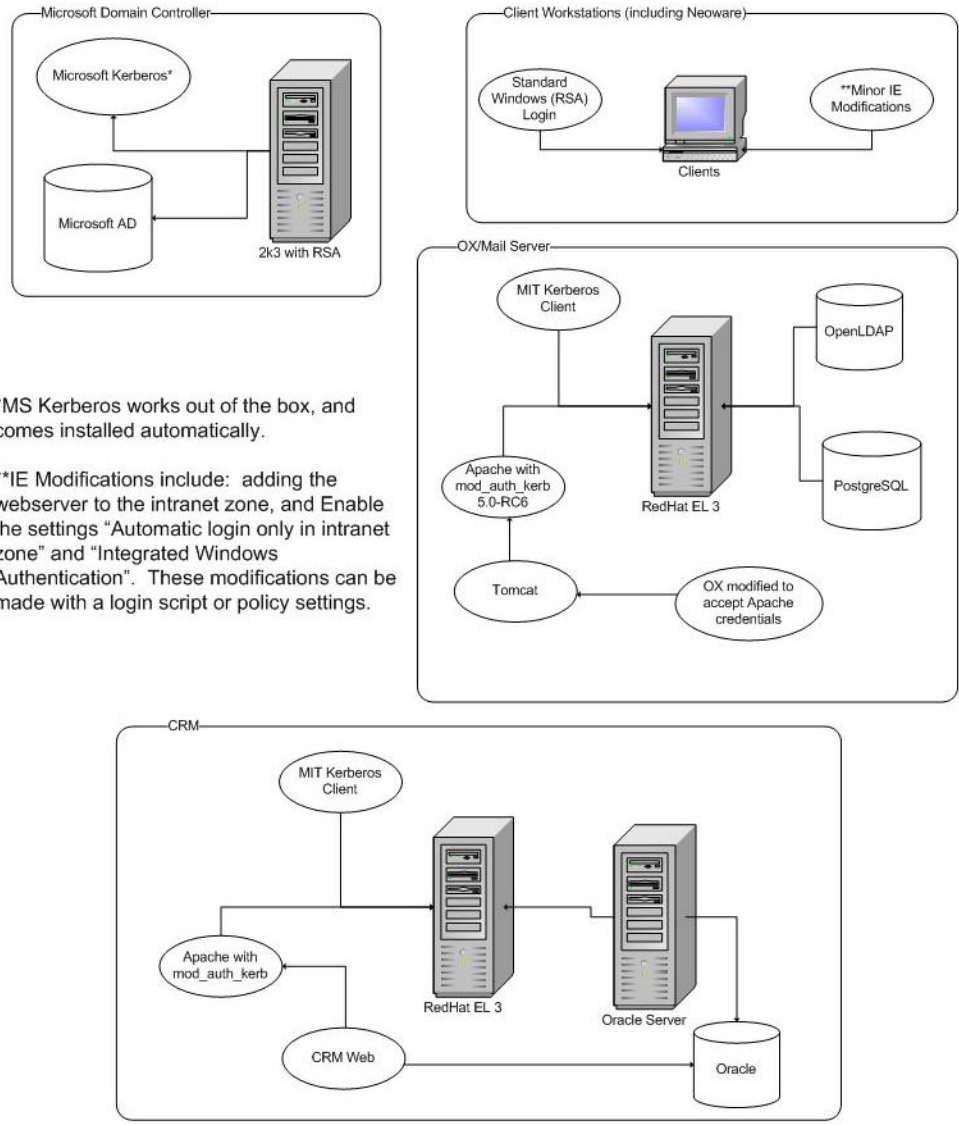 Microsoft Domain Controller
Microsoft Kerberos*
Microsoft AD
2k3 with RSA
Client Workstations (including Neoware)
Standard
Windows (RSA)
Login
**Minor IE
Modifications
Clients
OX/Mail Server
MIT Kerberos
Client
OpenLDAP
Apache with
mod_auth_kerb
5.0-RC6
RedHat EL 3
PostgreSQL
Tomcat
OX modified to
accept Apache
credentials
*MS Kerberos works out of the box, and
comes installed automatically.
**IE Modifications include: adding the
webserver to the intranet zone, and Enable
the settings “Automatic login only in intranet
zone” and “Integrated Windows
Authentication”. These modifications can be
made with a login script or policy settings.
CRM
MIT Kerberos
Client
Apache with
mod_auth_kerb
RedHat EL 3
Oracle Server
CRM Web
Oracle